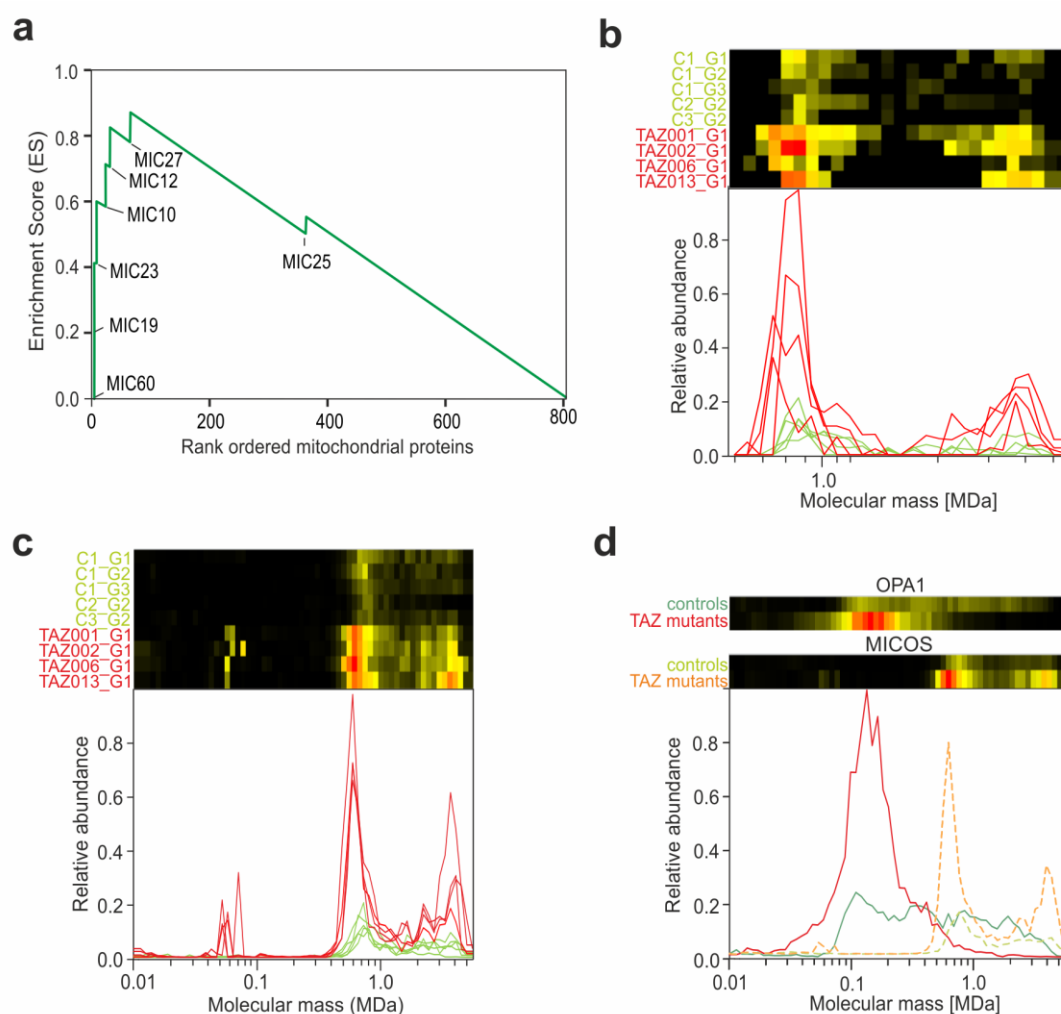 a
Enrichment Score (ES)
1.0
0.8
0.6
0.4
0.2
0.0
MIC27
MIC12
MIC10
MIC25
MIC23
MIC19
MIC60
0
200
400
600
800
Rank ordered mitochondrial proteins
b
C1_G1
C1_G2
C1_G3
C2_G2
C3_G2
TAZ001_G1
TAZ002_G1
TAZ006_G1
TAZ013_G1
Relative abundance
0.8
0.6
0.4
0.2
0.0
1.0
Molecular mass [MDa]
c
C1_G1
C1_G2
C1_G3
C2_G2
C3_G2
TAZ001_G1
TAZ002_G1
TAZ006_G1
TAZ013_G1
Relative abundance
0.8
0.6
0.4
0.2
0.0
0.01
0.1
1.0
Molecular mass (MDa)
d
OPA1
controls
TAZ mutants
MICOS
controls
TAZ mutants
Relative abundance
0.8
0.6
0.4
0.2
0.0
0.01
0.1
1.0
Molecular mass [MDa]